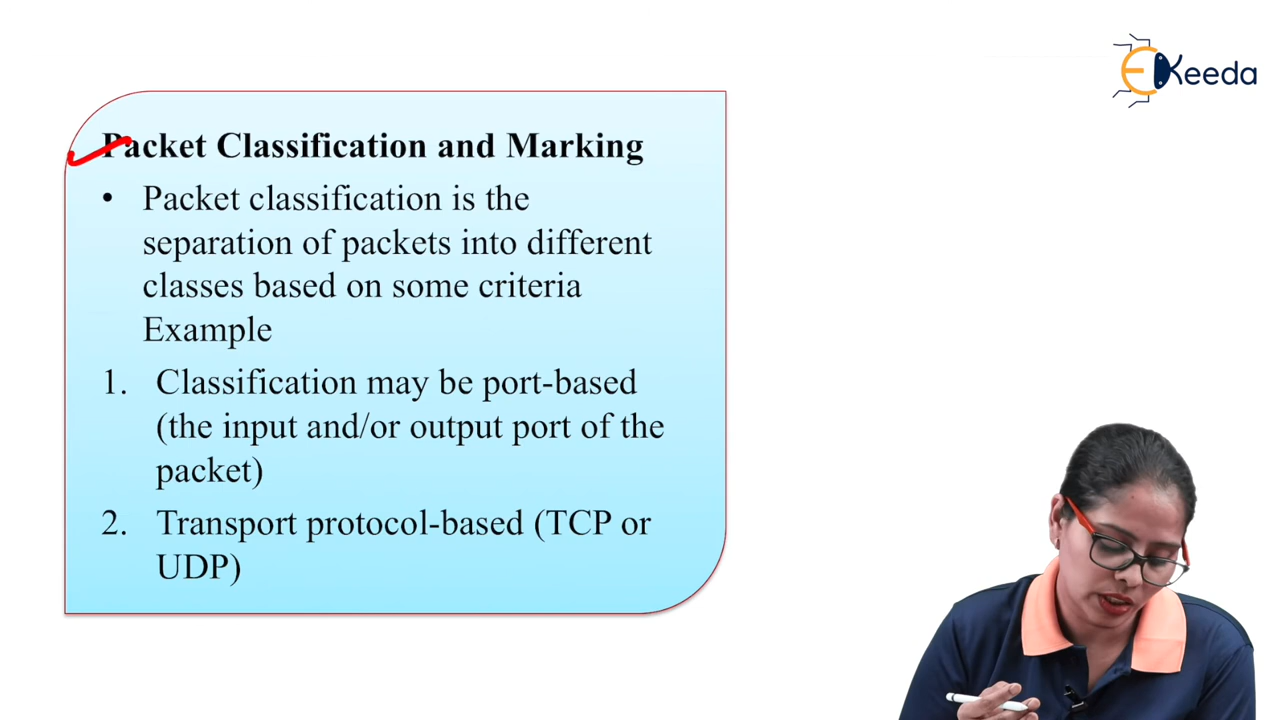 EKeeda
Packet Classification and Marking
• Packet classification is the
separation of packets into different
classes based on some criteria
Example
1. Classification may be port-based
(the input and/or output port of the
packet)
2. Transport protocol-based (TCP or
UDP)